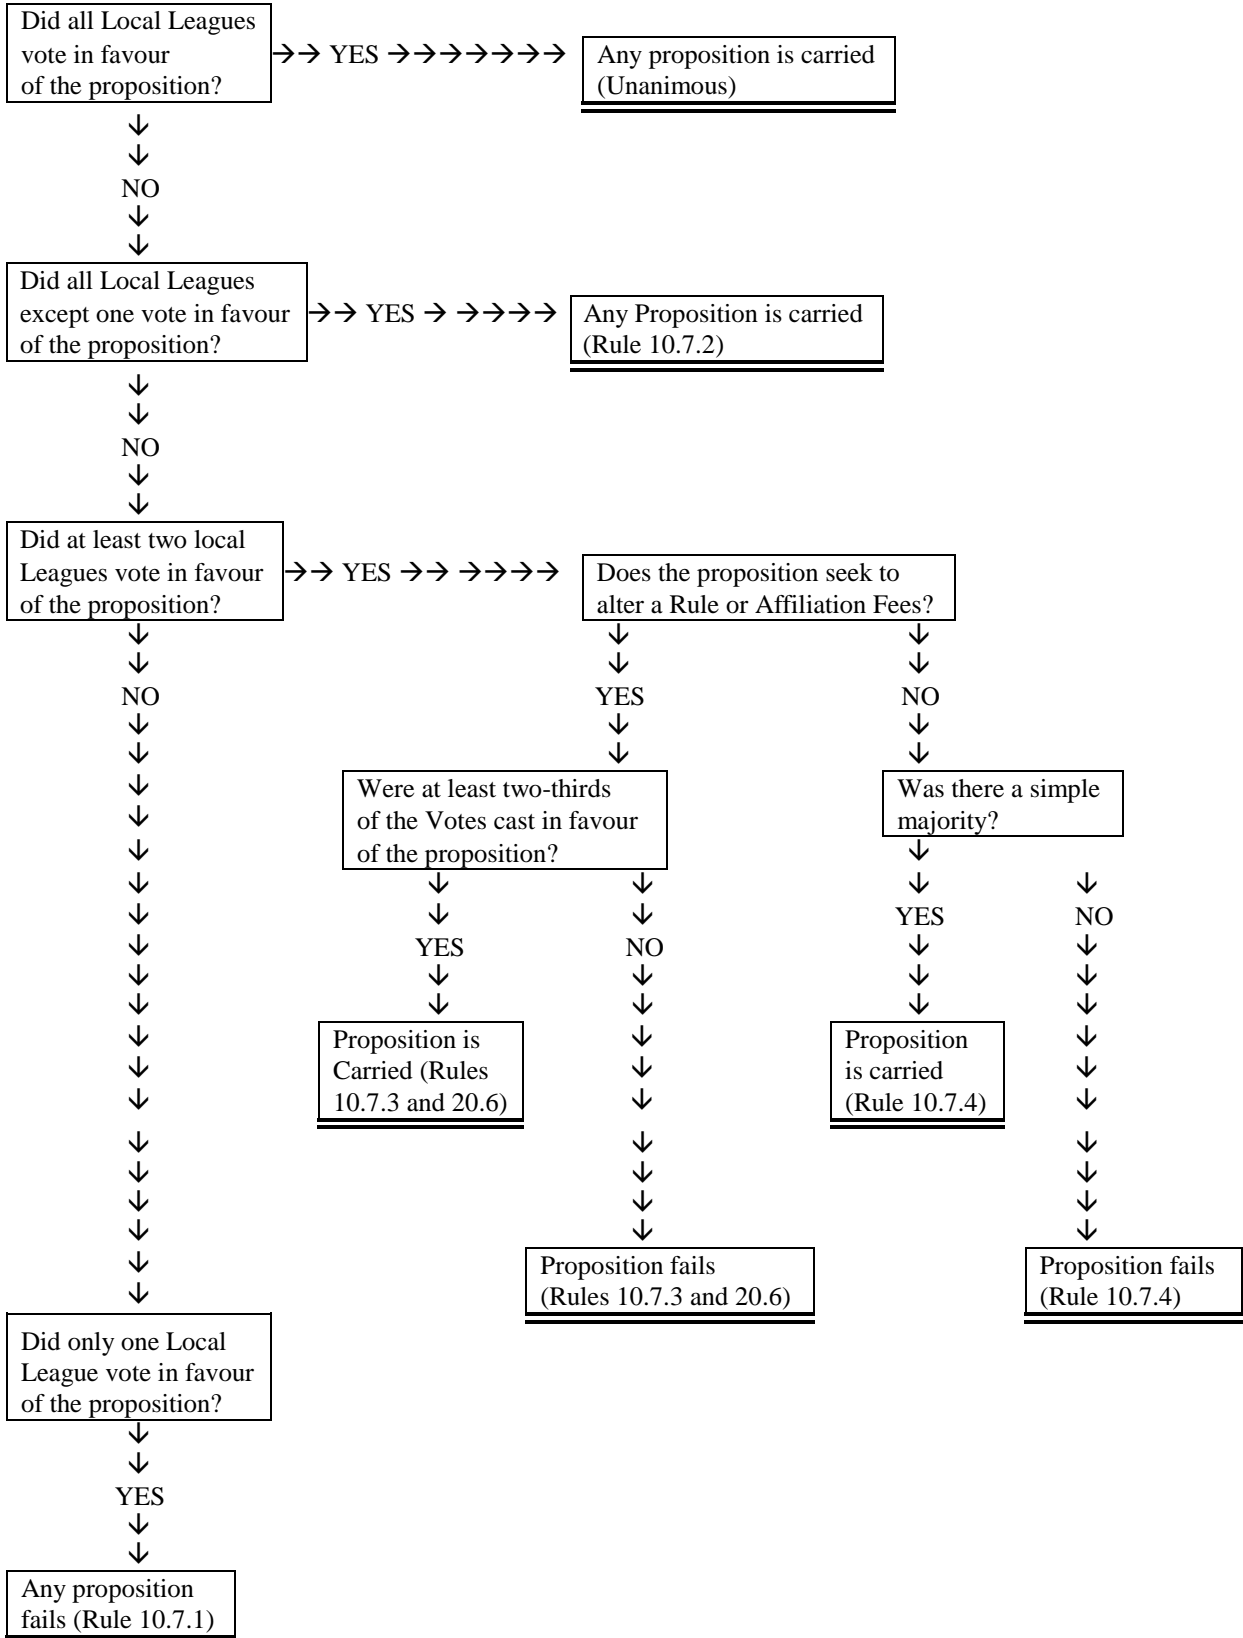 Did all Local Leagues
vote in favour
of the proposition?
→→ YES →→→→→→→
Any proposition is carried
(Unanimous)
↓
↓
NO
↓
↓
Did all Local Leagues
except one vote in favour
of the proposition?
→→ YES → →→→→
Any Proposition is carried
(Rule 10.7.2)
↓
↓
NO
↓
↓
Did at least two local
Leagues vote in favour
of the proposition?
→→ YES →→ →→→→
Does the proposition seek to
alter a Rule or Affiliation Fees?
↓ ↓ ↓
↓ ↓ ↓
NO YES NO
↓ ↓ ↓
↓ ↓ ↓
Were at least two-thirds
of the Votes cast in favour
of the proposition?
Was there a simple
majority?
↓ ↓ ↓ ↓
↓ ↓ ↓ ↓
YES NO YES NO
↓ ↓ ↓ ↓
↓ ↓ ↓ ↓
Proposition is
Carried (Rules
10.7.3 and 20.6)
Proposition
is carried
(Rule 10.7.4)
Proposition fails
(Rules 10.7.3 and 20.6)
Proposition fails
(Rule 10.7.4)
Did only one Local
League vote in favour
of the proposition?
↓
↓
YES
↓
↓
Any proposition
fails (Rule 10.7.1)